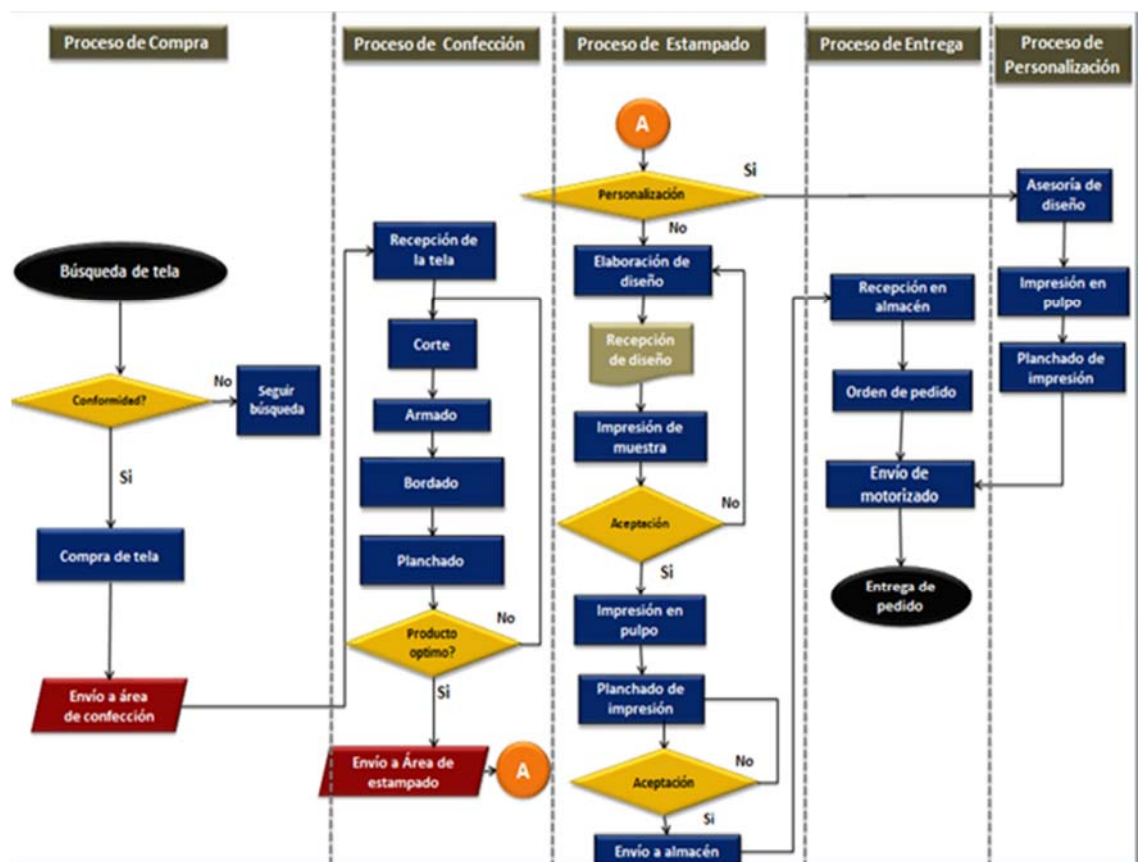 Proceso de Compra
Búsqueda de tela
Conformidad?
No
Seguir
búsqueda
Si
Compra de tela
Envío a área
de confección
Proceso de Confección
Recepción de
la tela
Corte
Armado
Bordado
Planchado
Producto
optimo?
No
Si
Envío a Área de
estampado
A
Proceso de Estampado
A
Personalización
Si
No
Elaboración de
diseño
Recepción
de diseño
Impresión de
muestra
Aceptación
No
Si
Impresión en
pulpo
Planchado de
impresión
Aceptación
No
Si
Envío a almacén
Proceso de Entrega
Recepción en
almacén
Orden de pedido
Envío de
motorizado
Entrega de
pedido
Proceso de
Personalización
Asesoría de
diseño
Impresión en
pulpo
Planchado de
impresión